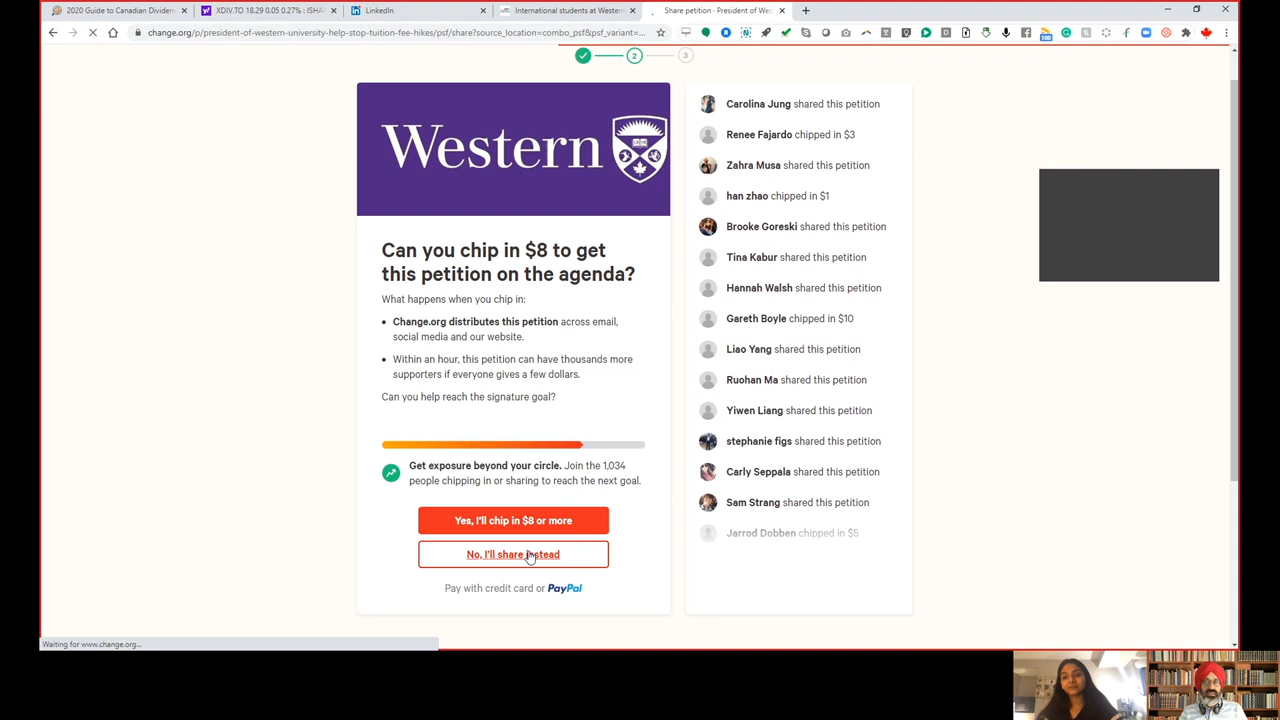 2020 Guide to Canadian Dividen
XDIV.TO 18.29 0.05 0.27% : ISHA
LinkedIn
International students at Western
Share petition · President of Wes
change.org/p/president-of-western-university-help-stop-tuition-fee-hikes/psf/share?source_location=combo_psf&psf_variant=...
2
3
Western
Can you chip in $8 to get
this petition on the agenda?
What happens when you chip in:
• Change.org distributes this petition across email,
social media and our website.
• Within an hour, this petition can have thousands more
supporters if everyone gives a few dollars.
Can you help reach the signature goal?
Get exposure beyond your circle. Join the 1,034
people chipping in or sharing to reach the next goal.
Yes, I'll chip in $8 or more
No, I'll share instead
Pay with credit card or PayPal
Carolina Jung shared this petition
Renee Fajardo chipped in $3
Zahra Musa shared this petition
han zhao chipped in $1
Brooke Goreski shared this petition
Tina Kabur shared this petition
Hannah Walsh shared this petition
Gareth Boyle chipped in $10
Liao Yang shared this petition
Ruohan Ma shared this petition
Yiwen Liang shared this petition
stephanie figs shared this petition
Carly Seppala shared this petition
Sam Strang shared this petition
Jarrod Dobben chipped in $5
Waiting for www.change.org...